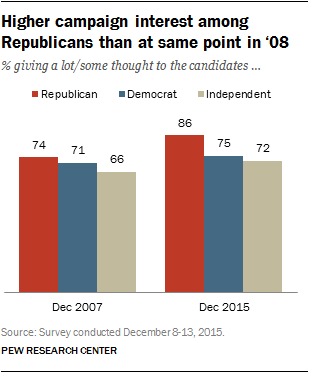 Higher campaign interest among
Republicans than at same point in ‘08
% giving a lot/some thought to the candidates ...
Republican Democrat Independent
74 71 66 86 75 72
Dec 2007 Dec 2015
Source: Survey conducted December 8-13, 2015.
PEW RESEARCH CENTER